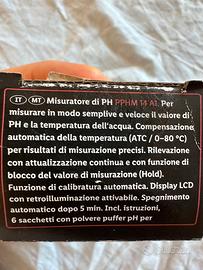 IT MT Misuratore di PH PPHM 14 A1. Per
misurare in modo semplive e veloce il valore di
PH e la temperatura dell'acqua. Compensazione
automatica della temperatura (ATC / 0–80 °C)
per risultati di misurazione precisi. Rilevazione
con attualizzazione continua e con funzione di
blocco del valore di misurazione (Hold).
Funzione di calibratura automatica. Display LCD
con retroilluminazione attivabile. Spegnimento
automatico dopo 5 min. Incl. istruzioni,
6 sacchetti con polvere puffer pH per